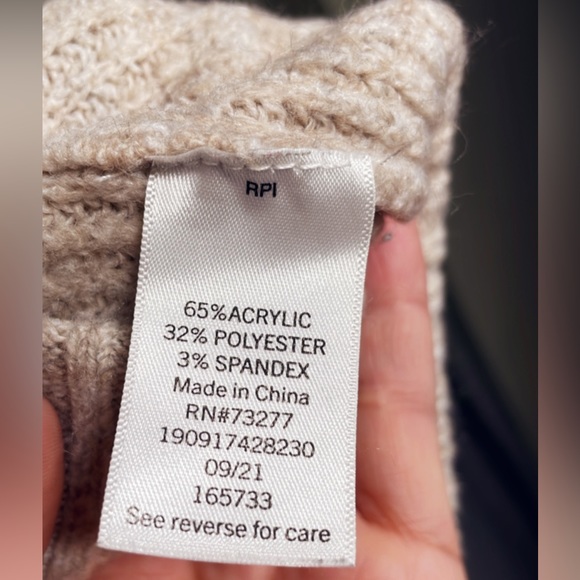 RPI
65%ACRYLIC
32% POLYESTER
3% SPANDEX
Made in China
RN#73277
190917428230
09/21
165733
See reverse for care